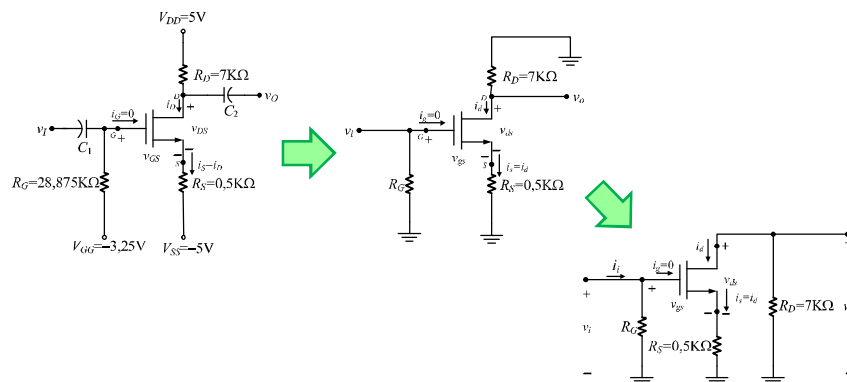 V_DD=5V
R_D=7KΩ
D
i_D
+
C_2
v_O
i_G=0
v_I
C_1
G
+
v_DS
v_GS
−
−
S
i_S=i_D
R_G=28,875KΩ
R_S=0,5KΩ
V_GG=−3,25V
V_SS=−5V
R_D=7KΩ
D
i_d
+
v_o
i_g=0
v_i
G
+
v_ds
v_gs
−
−
S
i_s=i_d
R_G
R_S=0,5KΩ
i_d
+
i_i
i_g=0
+
+
v_ds
v_gs
−
−
i_s=i_d
R_D=7KΩ
v_i
R_G
R_S=0,5KΩ
−